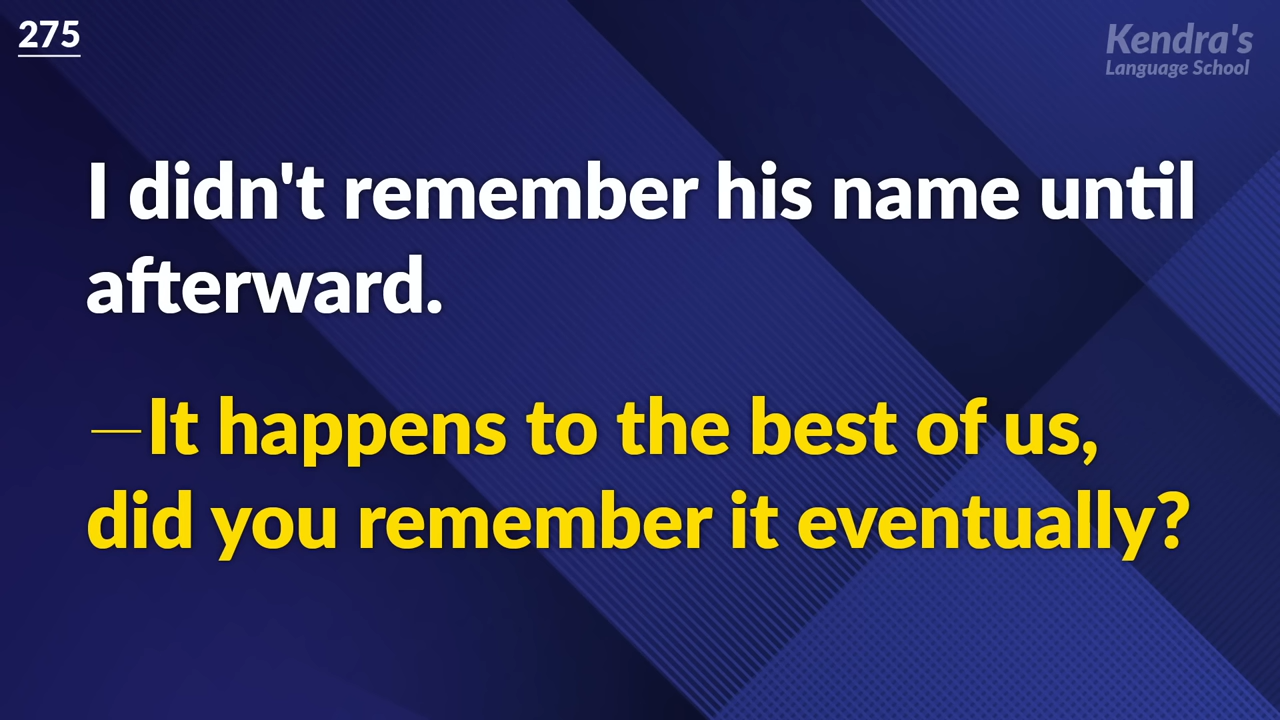 275
Kendra's
Language School
I didn't remember his name until
afterward.
—It happens to the best of us,
did you remember it eventually?